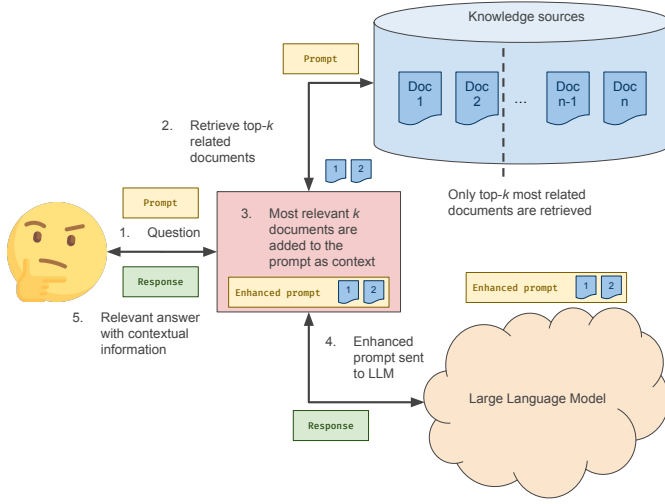 Knowledge sources
Prompt
Doc
1
Doc
2
...
Doc
n-1
Doc
n
2. Retrieve top-k
related
documents
1
2
Only top-k most related
documents are retrieved
Prompt
1. Question
Response
5. Relevant answer
with contextual
information
3. Most relevant k
documents are
added to the
prompt as context
Enhanced prompt
1
2
Enhanced prompt
1
2
4. Enhanced
prompt sent
to LLM
Response
Large Language Model